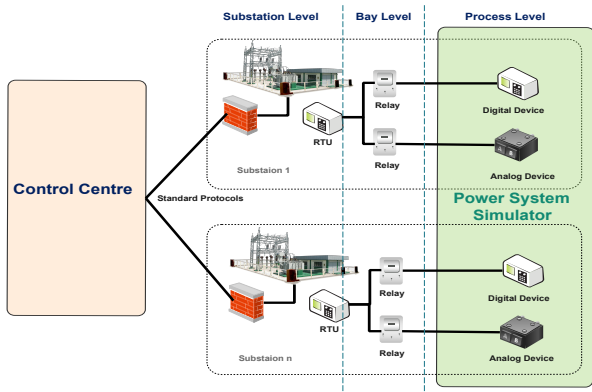 Substation Level
Bay Level
Process Level
Relay
Digital Device
RTU
Relay
Analog Device
Substaion 1
Control Centre
Standard Protocols
Power System
Simulator
Relay
Digital Device
RTU
Relay
Analog Device
Substaion n